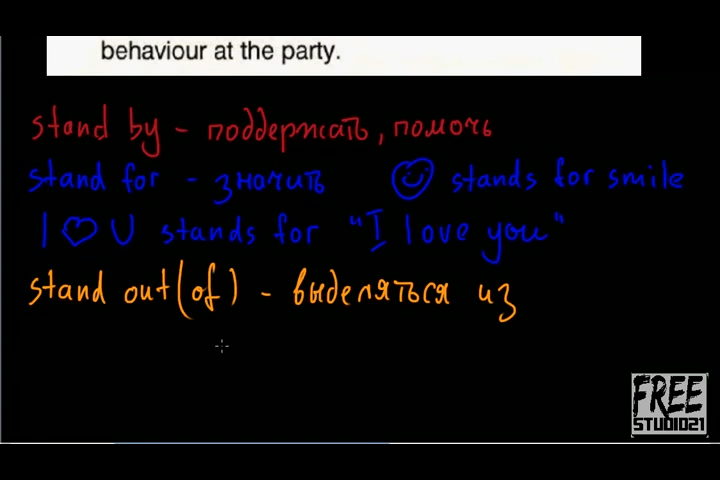 behaviour at the party.
stand by - поддержать, помочь
stand for - значить stands for smile
I ♡ U stands for "I love you"
stand out (of) - выделяться из
FREE
STUDIO21